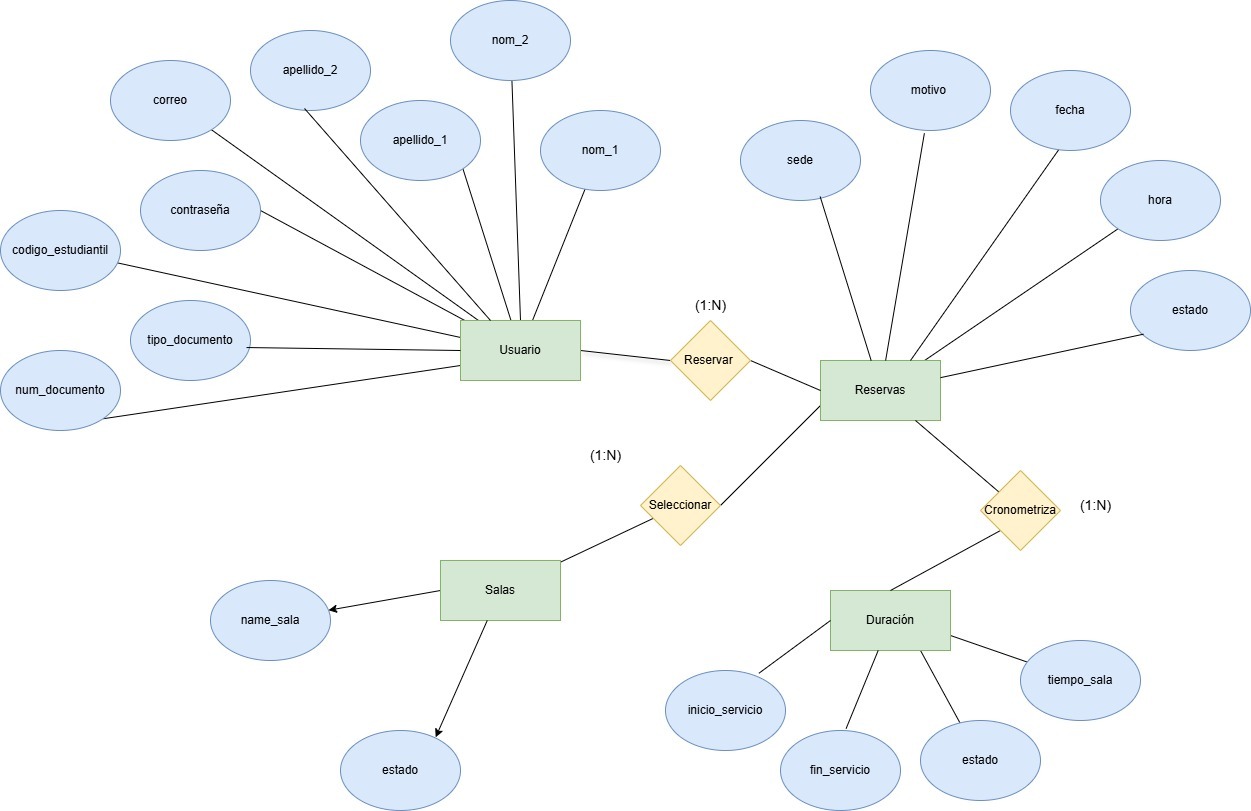 nom_2
apellido_2
correo
apellido_1
nom_1
motivo
fecha
sede
hora
contraseña
codigo_estudiantil
estado
(1:N)
tipo_documento
Usuario
Reservar
num_documento
Reservas
(1:N)
Seleccionar
Cronometriza
(1:N)
Salas
name_sala
Duración
tiempo_sala
inicio_servicio
estado
fin_servicio
estado